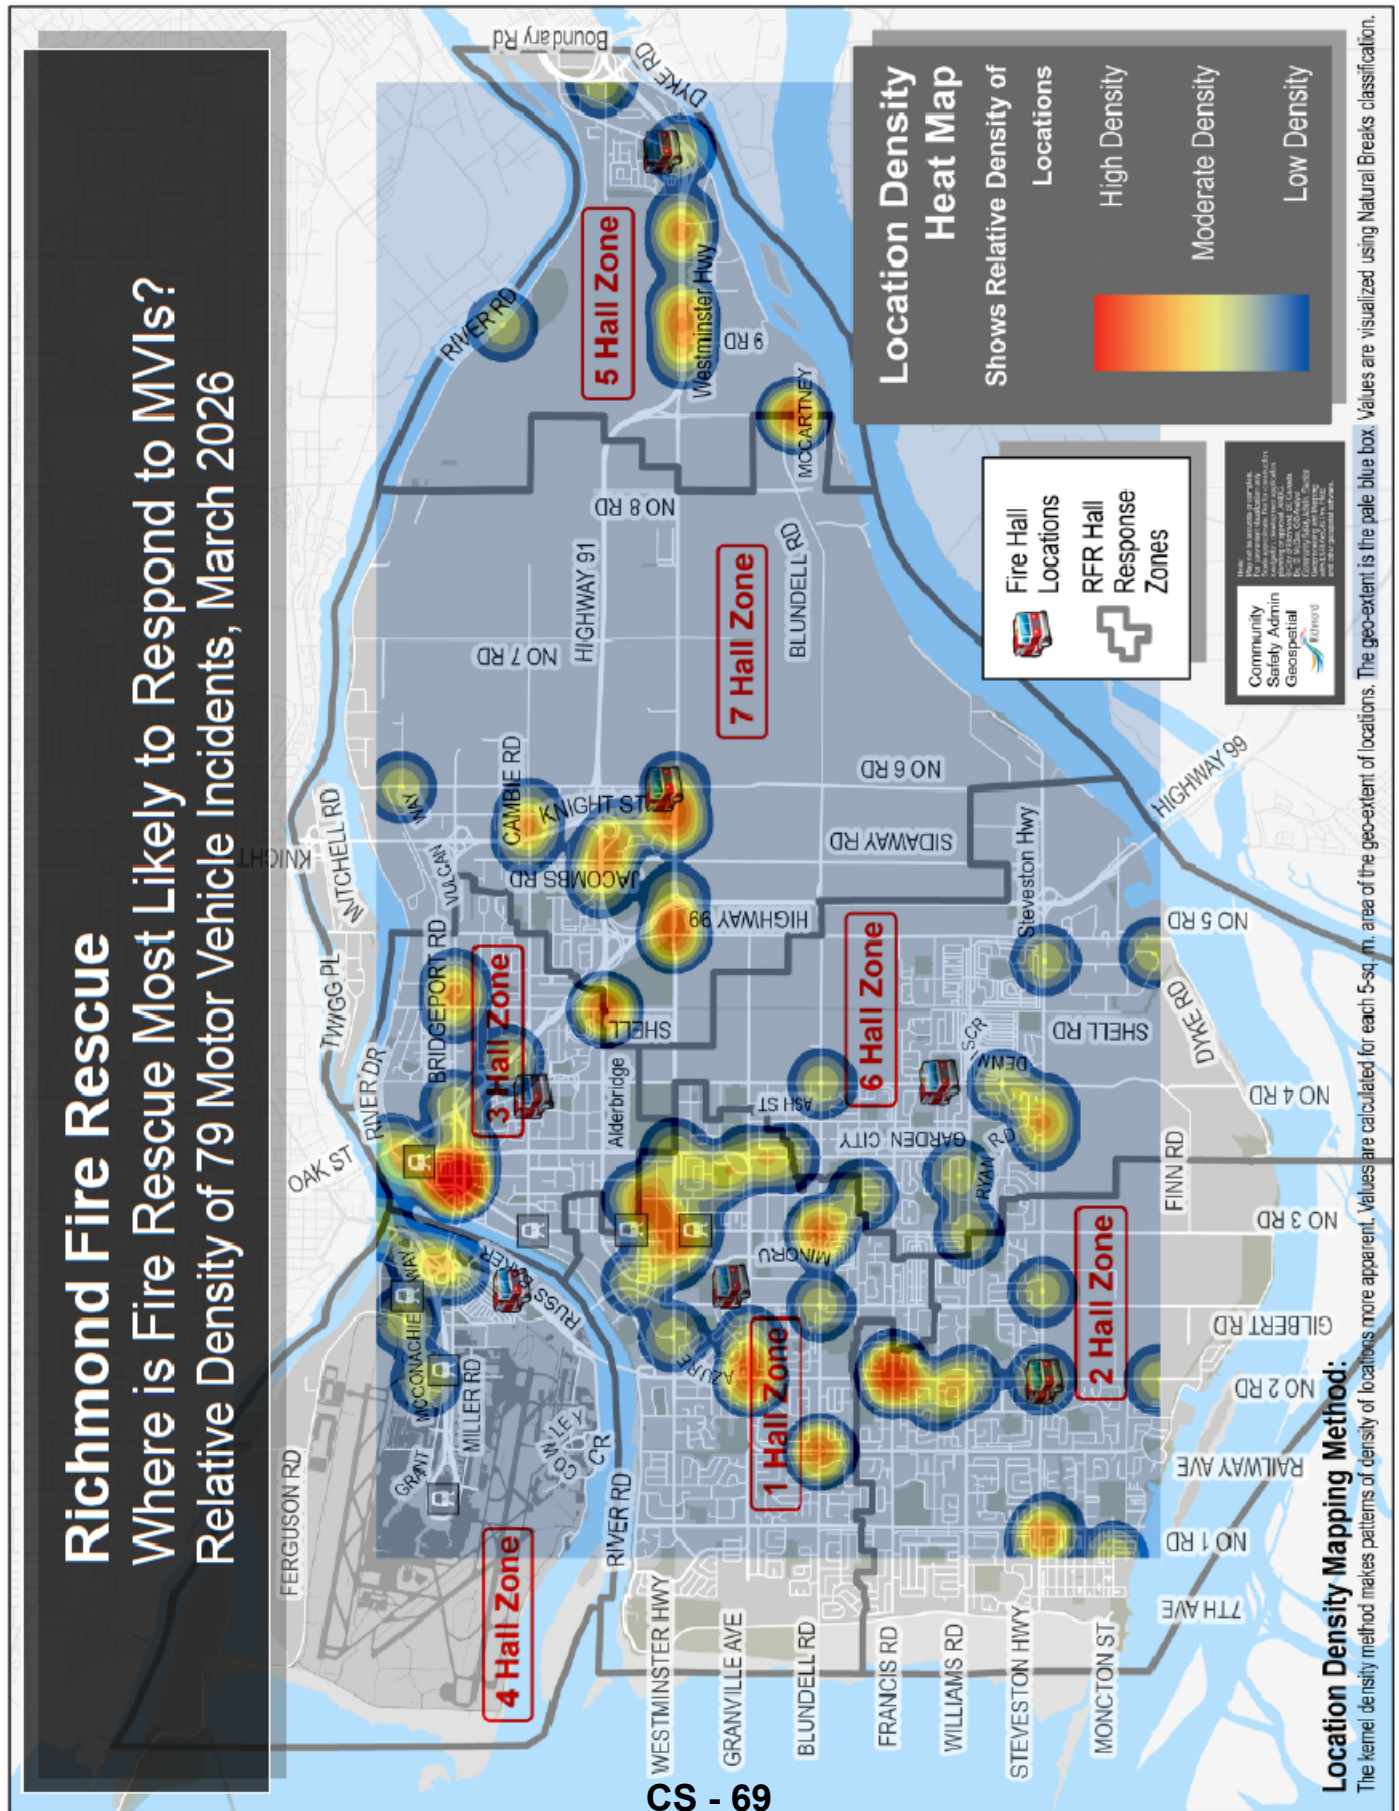 Richmond Fire Rescue
Where is Fire Rescue Most Likely to Respond to MVIs?
Relative Density of 79 Motor Vehicle Incidents, March 2026
FERGUSON RD
OAK ST
RIVER DR
TWIGG PL
MITCHELL RD
KNIGHT
RIVER RD
Boundary Rd
DYKE RD
4 Hall Zone
GRANT
MCCONACHIE
WAY
MILLER RD
COWLEY
CR
RUSS BAKER
RIVER RD
BRIDGEPORT RD
3 Hall Zone
VULCAN
WAY
CAMBIE RD
KNIGHT ST
JACOBS RD
SHELL
Alderbridge
NO 7 RD
HIGHWAY 91
NO 8 RD
5 Hall Zone
Westminster Hwy
9 RD
MCCARTNEY
7 Hall Zone
BLUNDELL RD
HIGHWAY 99
SIDAWAY RD
NO 6 RD
HIGHWAY 99
WESTMINSTER HWY
GRANVILLE AVE
BLUNDELL RD
FRANCIS RD
WILLIAMS RD
STEVESTON HWY
MONCTON ST
1 Hall Zone
AZURE
MINORU
ASH ST
GARDEN CITY
RYAN RD
6 Hall Zone
DENN
SCR
SHELL RD
Steveston Hwy
NO 5 RD
DYKE RD
NO 4 RD
FINN RD
NO 3 RD
2 Hall Zone
GILBERT RD
NO 2 RD
RAILWAY AVE
NO 1 RD
7TH AVE
Location Density
Heat Map
Shows Relative Density of
Locations
High Density
Moderate Density
Low Density
Fire Hall
Locations
RFR Hall
Response
Zones
Community
Safety Admin
Geospatial
Richmond
Location Density Mapping Method:
The kernel density method makes patterns of density of locations more apparent. Values are calculated for each 5-sq. m. area of the geo-extent of locations. The geo-extent is the pale blue box. Values are visualized using Natural Breaks classification.
CS - 69